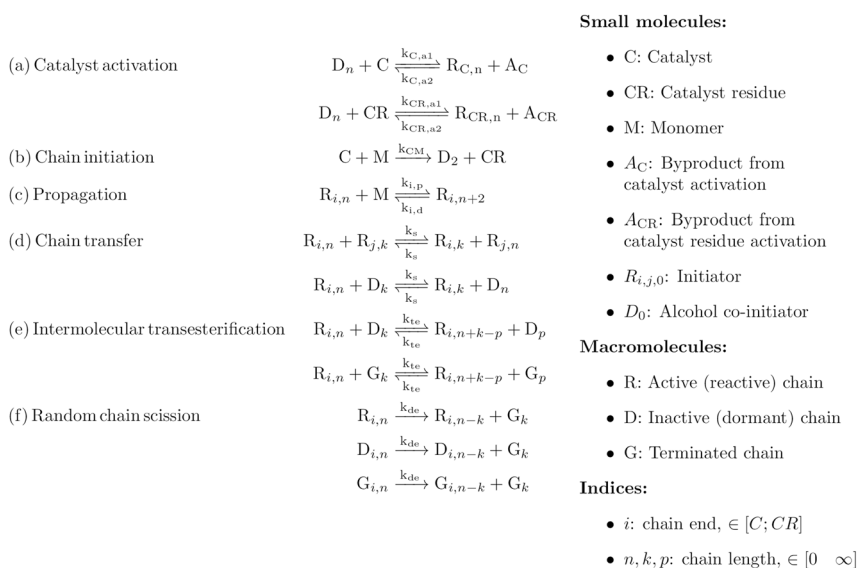 (a) Catalyst activation
Dₙ + C ⇌ R_C,n + A_C
k_C,a1
k_C,a2
Dₙ + CR ⇌ R_CR,n + A_CR
k_CR,a1
k_CR,a2
(b) Chain initiation
C + M → D₂ + CR
k_CM
(c) Propagation
R_i,n + M ⇌ R_i,n+2
k_i,p
k_i,d
(d) Chain transfer
R_i,n + R_j,k ⇌ R_i,k + R_j,n
k_s
k_s
R_i,n + D_k ⇌ R_i,k + D_n
k_s
k_s
(e) Intermolecular transesterification
R_i,n + D_k ⇌ R_i,n+k−p + D_p
k_te
k_te
R_i,n + G_k ⇌ R_i,n+k−p + G_p
k_te
k_te
(f) Random chain scission
R_i,n → R_i,n−k + G_k
k_de
D_i,n → D_i,n−k + G_k
k_de
G_i,n → G_i,n−k + G_k
k_de
Small molecules:
• C: Catalyst
• CR: Catalyst residue
• M: Monomer
• A_C: Byproduct from
catalyst activation
• A_CR: Byproduct from
catalyst residue activation
• R_i,j,0: Initiator
• D₀: Alcohol co-initiator
Macromolecules:
• R: Active (reactive) chain
• D: Inactive (dormant) chain
• G: Terminated chain
Indices:
• i: chain end, ∈ [C; CR]
• n, k, p: chain length, ∈ [0 ∞]